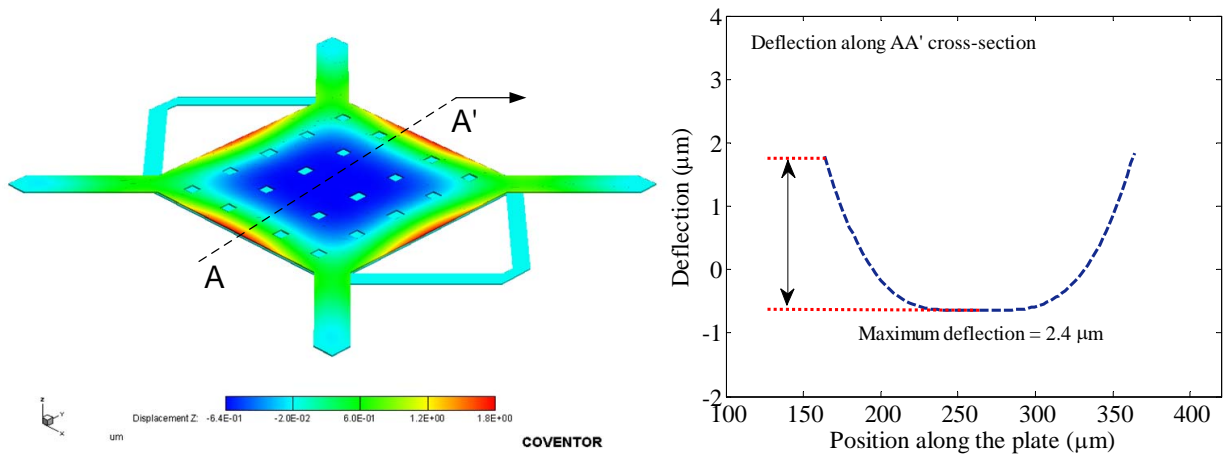 A
A'
Displacement Z: -6.4E-01 -2.0E-02 6.0E-01 1.2E+00 1.8E+00
um
z
Y
X
COVENTOR
Deflection along AA' cross-section
Maximum deflection = 2.4 μm
Deflection (μm)
4
3
2
1
0
-1
-2
100 150 200 250 300 350 400
Position along the plate (μm)